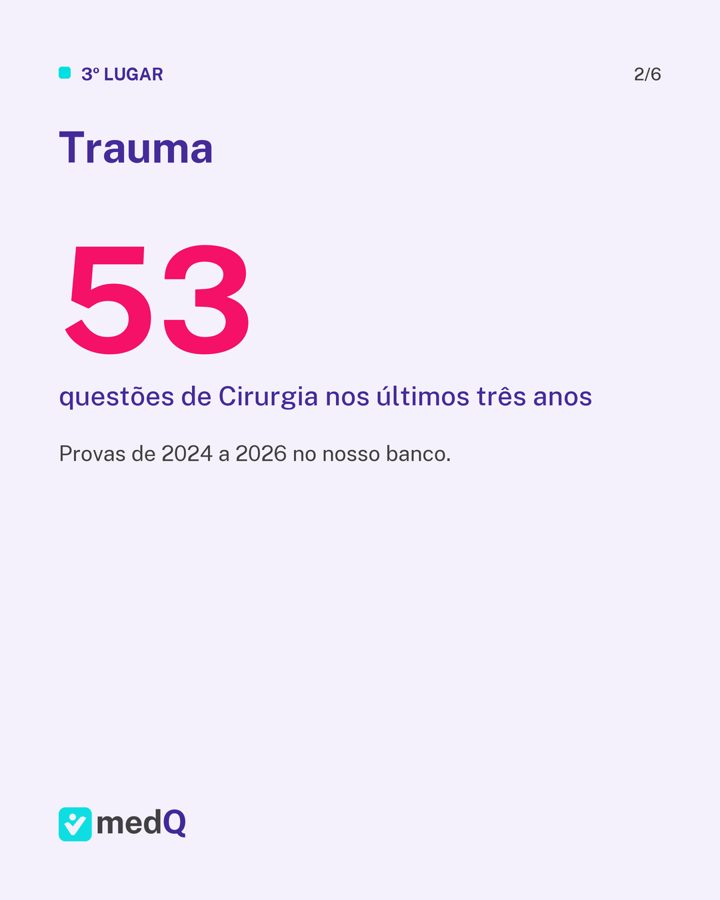 3º LUGAR
2/6
Trauma
53
questões de Cirurgia nos últimos três anos
Provas de 2024 a 2026 no nosso banco.
medQ